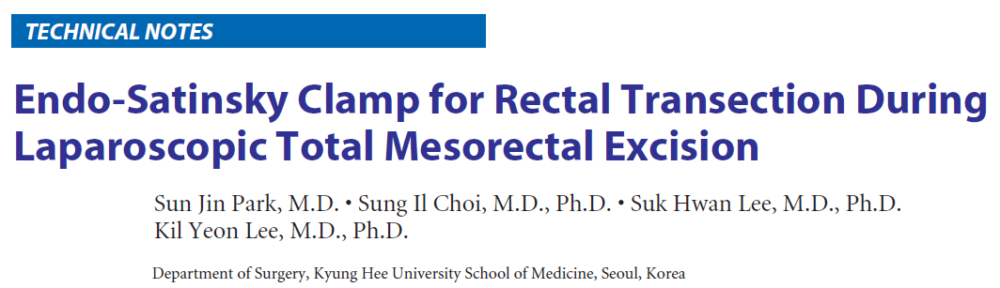 TECHNICAL NOTES
Endo-Satinsky Clamp for Rectal Transection During
Laparoscopic Total Mesorectal Excision
Sun Jin Park, M.D. • Sung Il Choi, M.D., Ph.D. • Suk Hwan Lee, M.D., Ph.D.
Kil Yeon Lee, M.D., Ph.D.
Department of Surgery, Kyung Hee University School of Medicine, Seoul, Korea